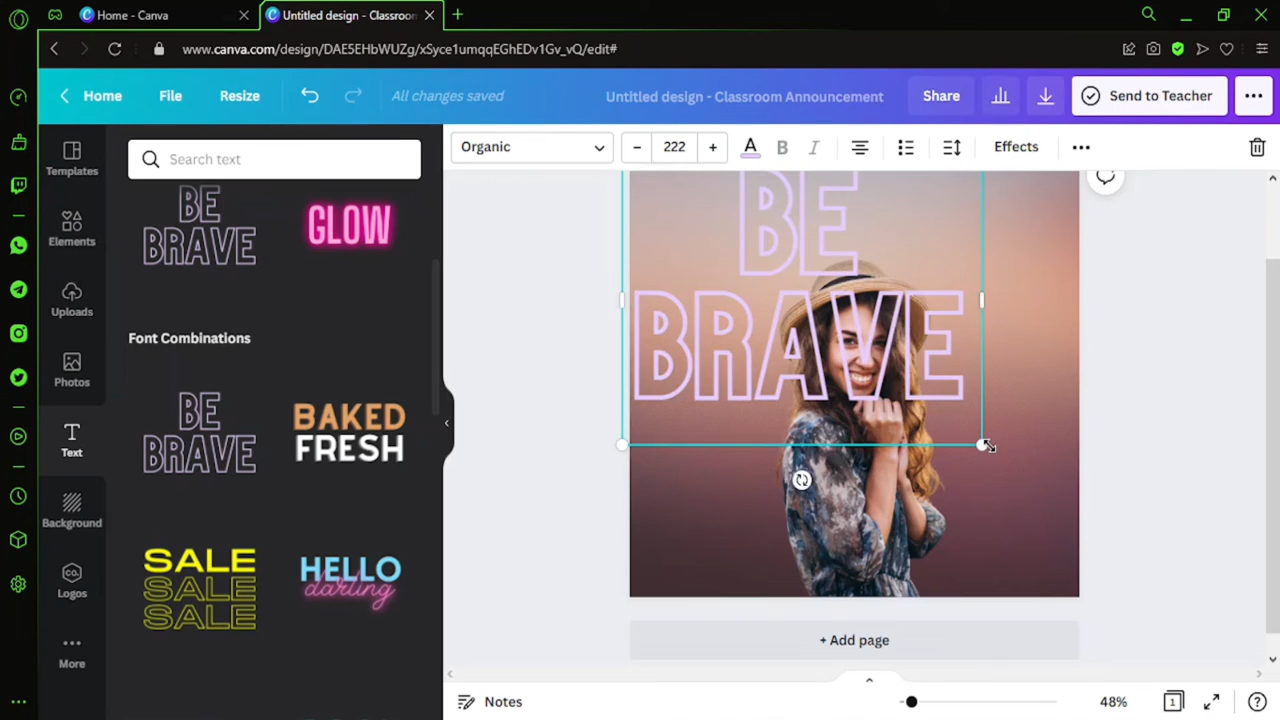 Home - Canva
Untitled design - Classroom
www.canva.com/design/DAE5EHbWUZg/xSyce1umqqEGhEDv1Gv_vQ/edit#
Home
File
Resize
All changes saved
Untitled design - Classroom Announcement
Share
Send to Teacher
Templates
Elements
Uploads
Photos
Text
Background
CO.
Logos
More
Search text
BE
BRAVE
GLOW
Font Combinations
BE
BRAVE
BAKED
FRESH
SALE
SALE
SALE
HELLO
darling
Organic
222
A
B
I
Effects
BE
BRAVE
+ Add page
Notes
48%
1